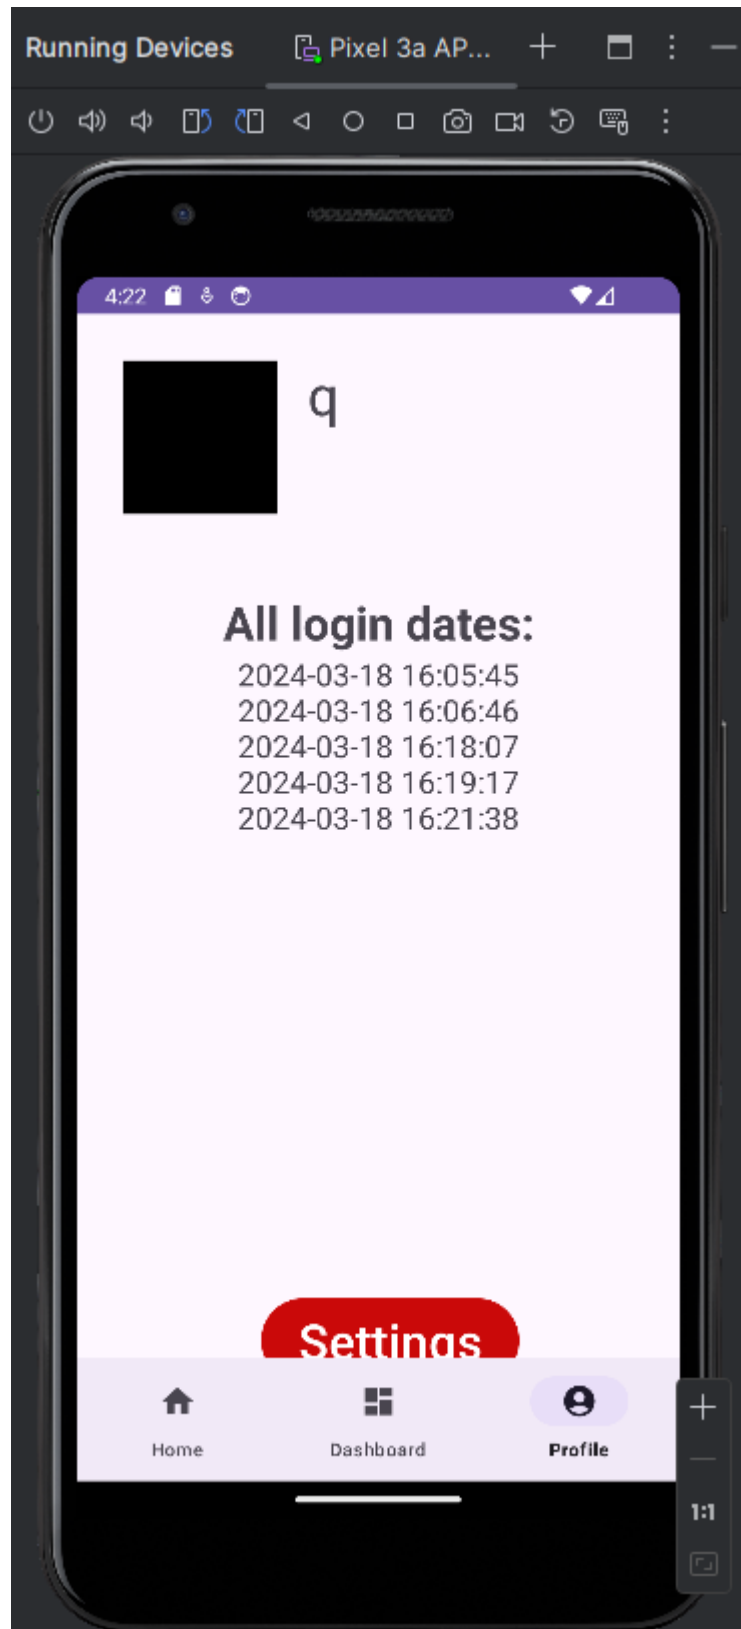 Running Devices Pixel 3a AP...
4:22
q
All login dates:
2024-03-18 16:05:45
2024-03-18 16:06:46
2024-03-18 16:18:07
2024-03-18 16:19:17
2024-03-18 16:21:38
Settings
Home Dashboard Profile
1:1